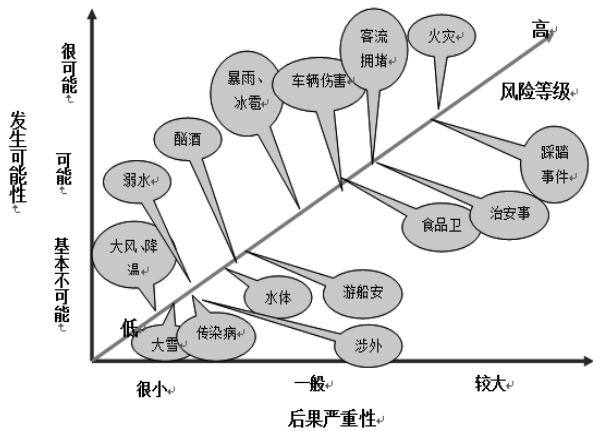 高
很可能
客流
拥堵
火灾
暴雨、
冰雹
车辆伤害
风险等级
发生可能性
酗酒
踩踏
事件
可能
弱水
治安事
食品卫
基本不可能
大风、降
温
水体
游船安
低
大雪
传染病
涉外
很小
一般
较大
后果严重性